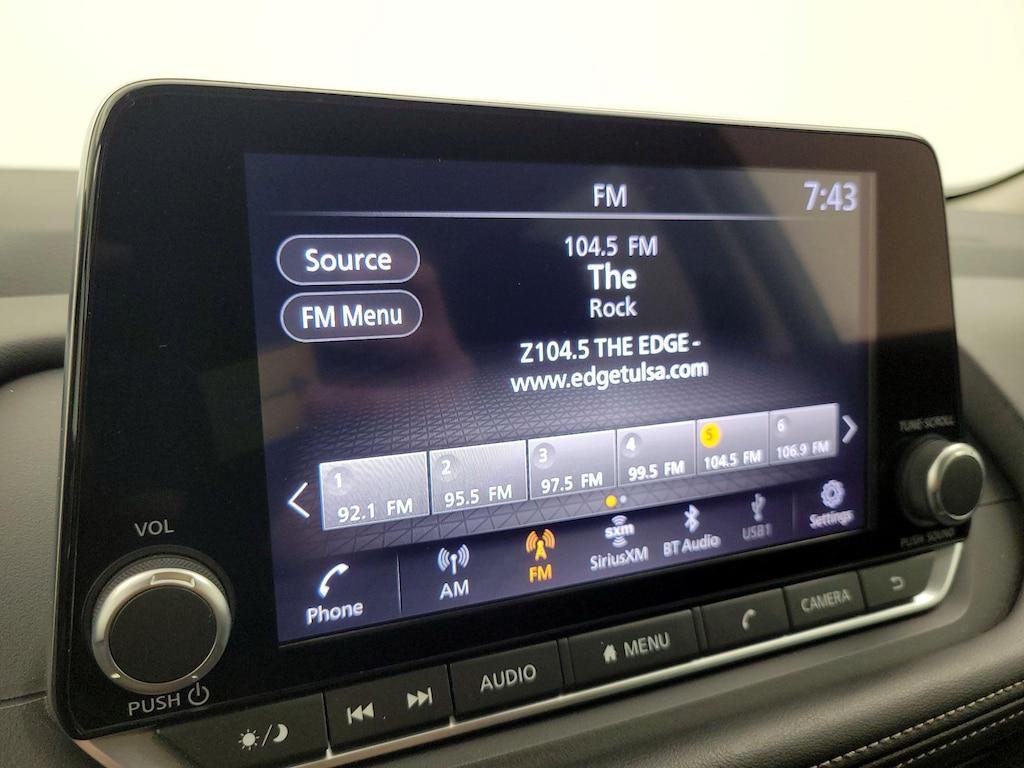 FM
7:43
Source
FM Menu
104.5 FM
The
Rock
Z104.5 THE EDGE -
www.edgetulsa.com
1
92.1 FM
2
95.5 FM
3
97.5 FM
4
99.5 FM
5
104.5 FM
6
106.9 FM
Phone
AM
FM
sxm
SiriusXM
BT Audio
USB1
Settings
VOL
PUSH
TUNE·SCROLL
PUSH SOUND
AUDIO
MENU
CAMERA